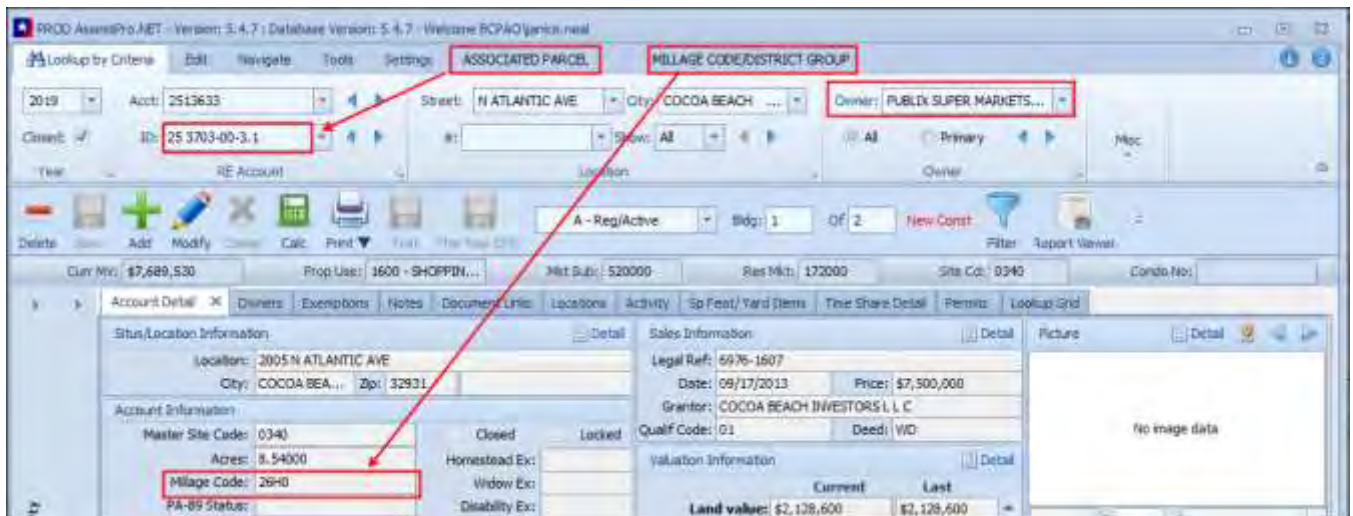 PROD AssessPro.NET - Version: 5.4.7 : Database Version: 5.4.7 - Welcome BCPAO\janice.neal
Lookup by Criteria Edit Navigate Tools Settings ASSOCIATED PARCEL MILLAGE CODE/DISTRICT GROUP
2019 Acct: 2513633 Street: N ATLANTIC AVE City: COCOA BEACH ... Owner: PUBLIX SUPER MARKETS...
Closed: ID: 25 3703-00-3.1 #: Show: All All Primary Misc
Year RE Account Location Owner
A - Reg/Active Bldg: 1 Of 2 New Const
Delete Save Add Modify Calc Print Filter Report Viewer
Curr Mv: $7,689,530 Prop Use: 1600 - SHOPPIN... Mkt Sub: 520000 Res Mkt: 172000 Site Cd: 0340 Condo No:
Account Detail Owners Exemptions Notes Document Links Locations Activity Sp Feat/Yard Items Time Share Detail Permits Lookup Grid
Situs/Location Information Detail Sales Information Detail Picture Detail
Location: 2005 N ATLANTIC AVE Legal Ref: 6976-1607
City: COCOA BEA... Zip: 32931 Date: 09/17/2013 Price: $7,500,000
Account Information Grantor: COCOA BEACH INVESTORS L L C
Master Site Code: 0340 Closed Locked Qualif Code: 01 Deed: WD No image data
Acres: 8.54000 Homestead Ex: Valuation Information Detail
Millage Code: 26H0 Widow Ex: Current Last
PA-89 Status: Disability Ex: Land value: $2,128,600 $2,128,600